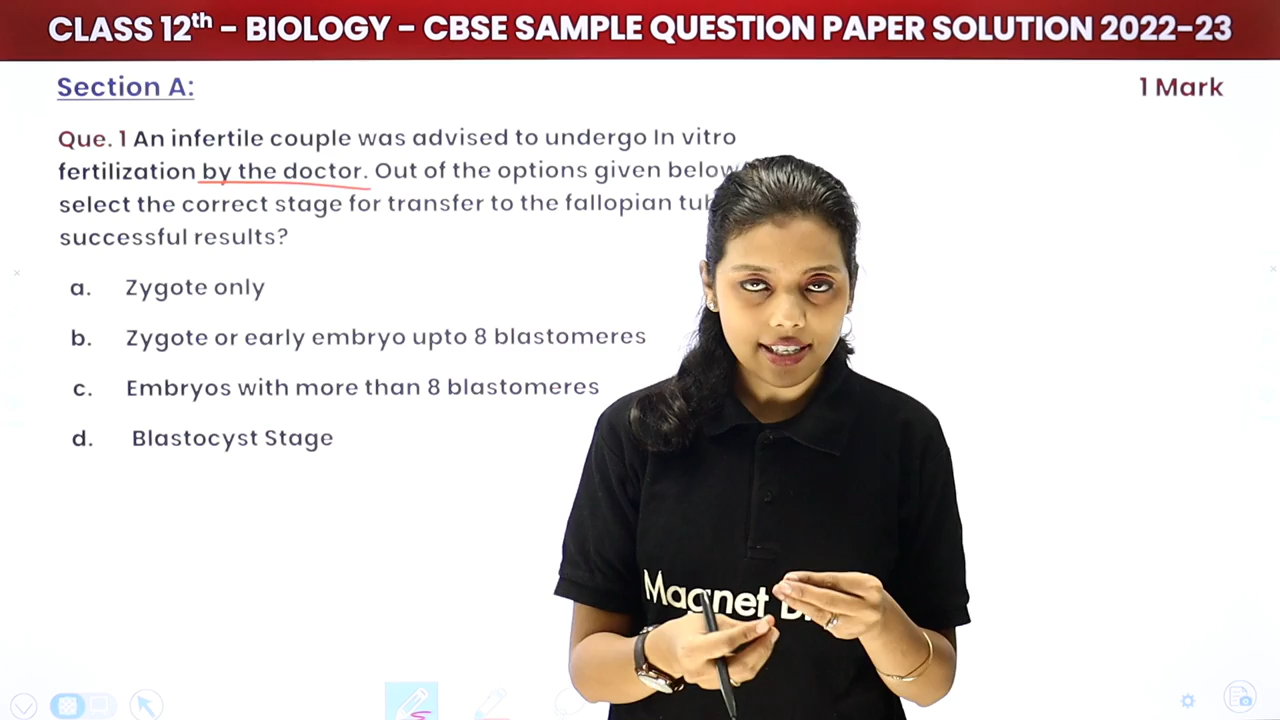 CLASS 12th – BIOLOGY – CBSE SAMPLE QUESTION PAPER SOLUTION 2022–23
Section A:
1 Mark
Que. 1 An infertile couple was advised to undergo In vitro
fertilization by the doctor. Out of the options given below
select the correct stage for transfer to the fallopian
successful results?
a. Zygote only
b. Zygote or early embryo upto 8 blastomeres
c. Embryos with more than 8 blastomeres
d. Blastocyst Stage
Magnet